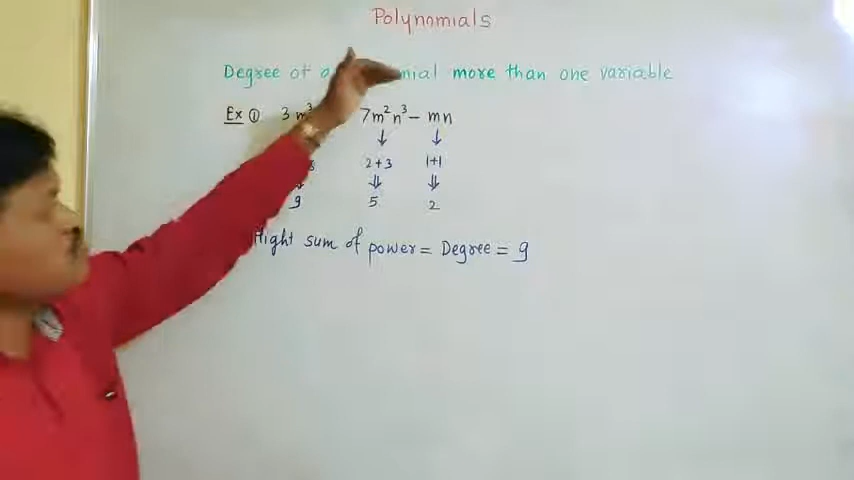 Polynomials
Degree of a more than one variable
Ex ① 3 m³ 7m²n³ - mn
↓ ↓
2+3 1+1
⇓ ⇓
9 5 2
Hight sum of power = Degree = 9